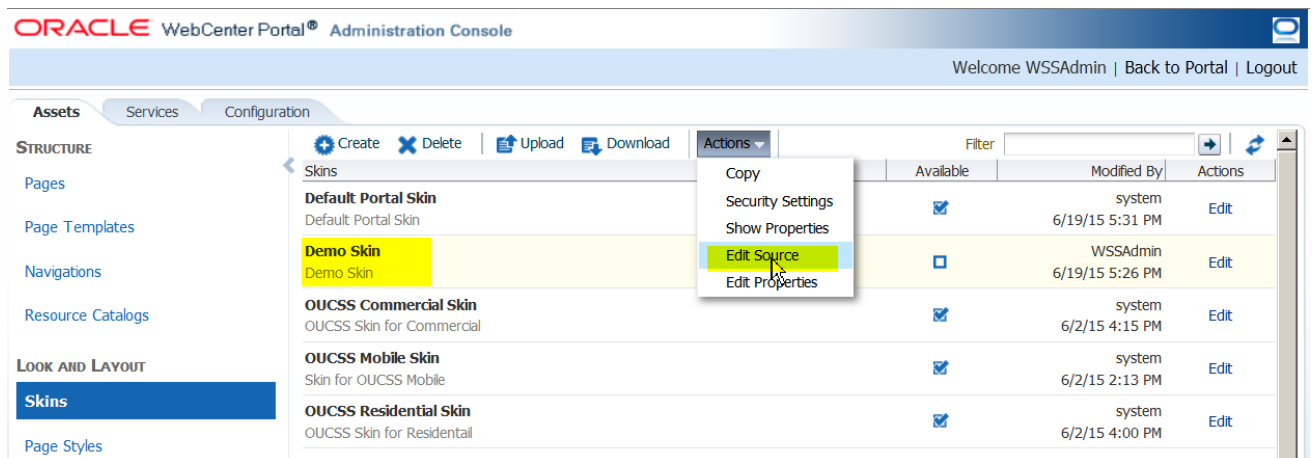 ORACLE WebCenter Portal® Administration Console
Welcome WSSAdmin | Back to Portal | Logout
Assets Services Configuration
STRUCTURE
Pages
Page Templates
Navigations
Resource Catalogs
LOOK AND LAYOUT
Skins
Page Styles
Create Delete Upload Download Actions Filter
Skins Available Modified By Actions
Copy
Security Settings
Show Properties
Edit Source
Edit Properties
Default Portal Skin system
Default Portal Skin 6/19/15 5:31 PM Edit
Demo Skin WSSAdmin
Demo Skin 6/19/15 5:26 PM Edit
OUCSS Commercial Skin system
OUCSS Skin for Commercial 6/2/15 4:15 PM Edit
OUCSS Mobile Skin system
Skin for OUCSS Mobile 6/2/15 2:13 PM Edit
OUCSS Residential Skin system
OUCSS Skin for Residentail 6/2/15 4:00 PM Edit